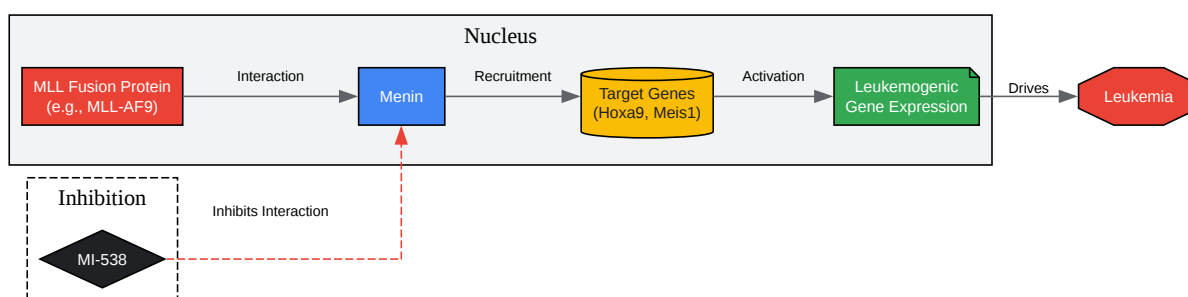 Nucleus
MLL Fusion Protein
(e.g., MLL-AF9)
Interaction
Menin
Recruitment
Target Genes
(Hoxa9, Meis1)
Activation
Leukemogenic
Gene Expression
Drives
Leukemia
Inhibition
MI-538
Inhibits Interaction